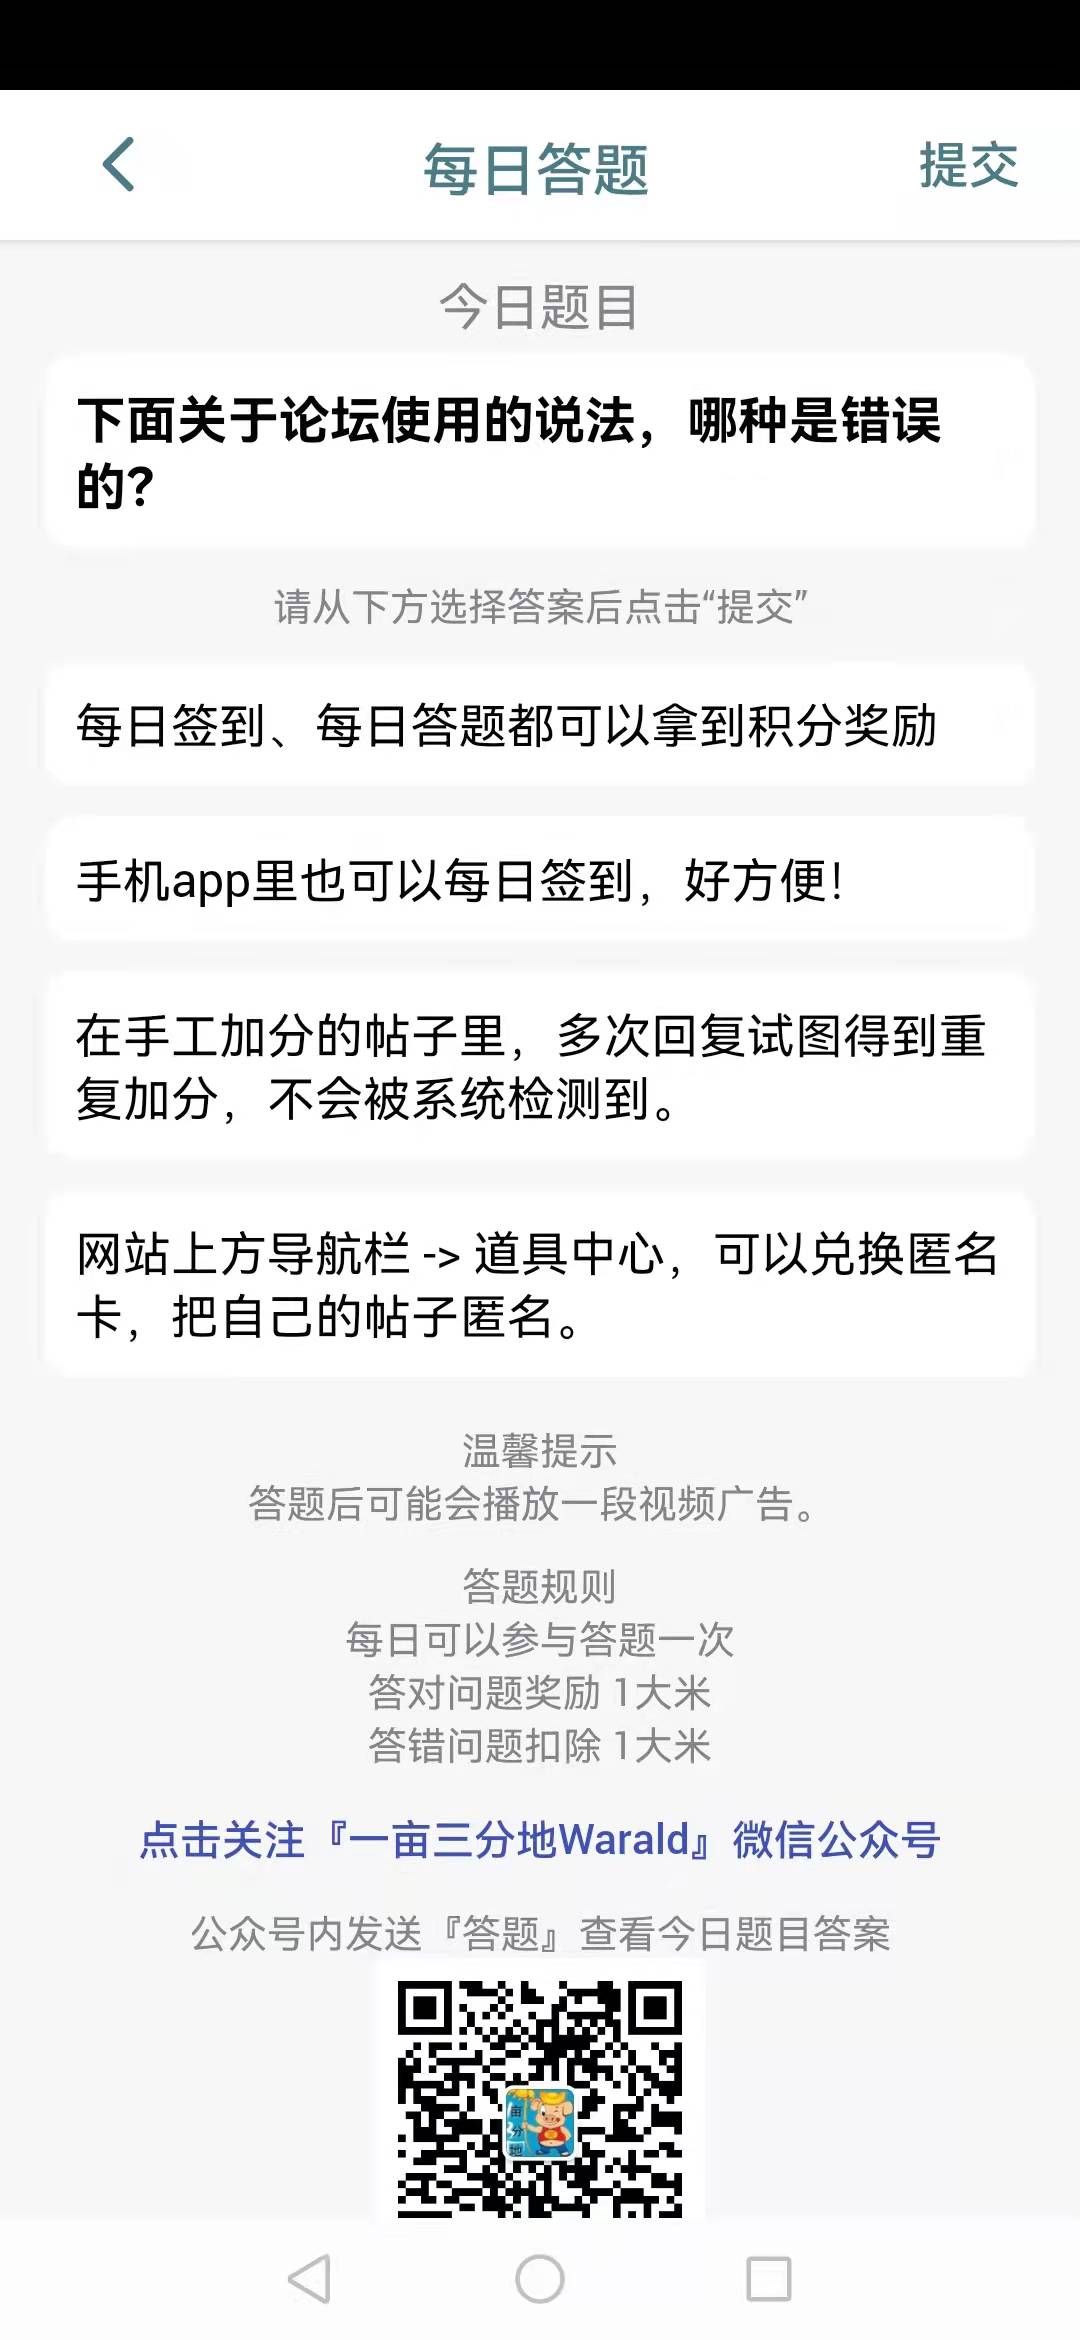 每日答题
提交
今日题目
下面关于论坛使用的说法，哪种是错误
的？
请从下方选择答案后点击“提交”
每日签到、每日答题都可以拿到积分奖励
手机app里也可以每日签到，好方便！
在手工加分的帖子里，多次回复试图得到重
复加分，不会被系统检测到。
网站上方导航栏 -> 道具中心，可以兑换匿名
卡，把自己的帖子匿名。
温馨提示
答题后可能会播放一段视频广告。
答题规则
每日可以参与答题一次
答对问题奖励 1大米
答错问题扣除 1大米
点击关注『一亩三分地Warald』微信公众号
公众号内发送『答题』查看今日题目答案